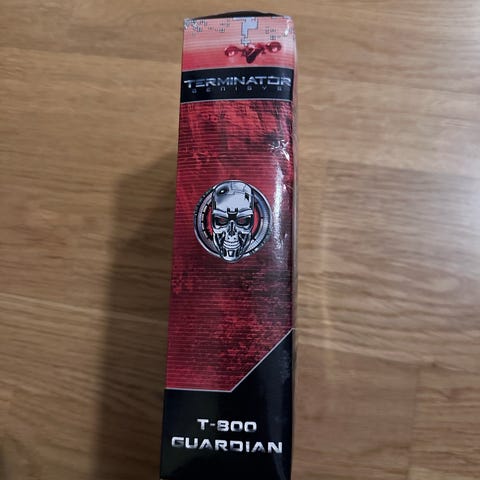 ?
TERMINATOR
GENISYS
T-800
GUARDIAN